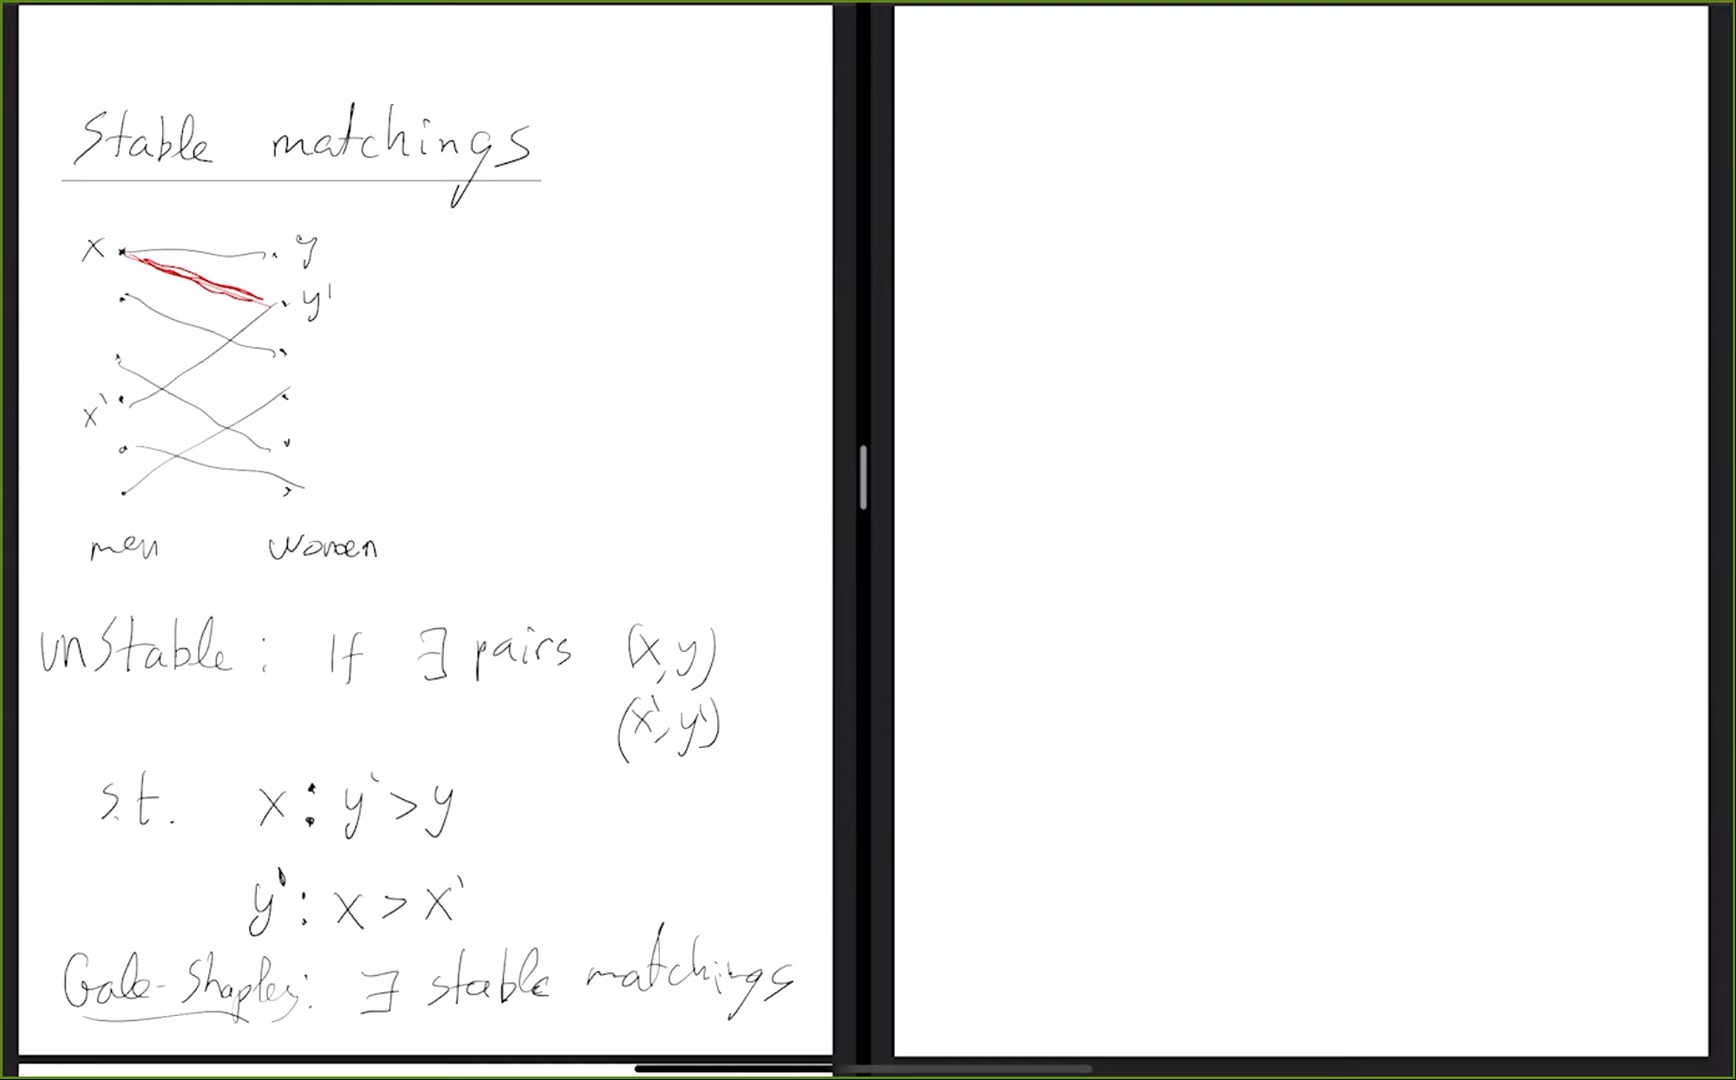 Stable matchings
x y
y'
x'
men women
unstable: If ∃ pairs (x,y)
(x',y')
s.t. x: y'>y
y': x>x'
Gale-Shapley: ∃ stable matchings